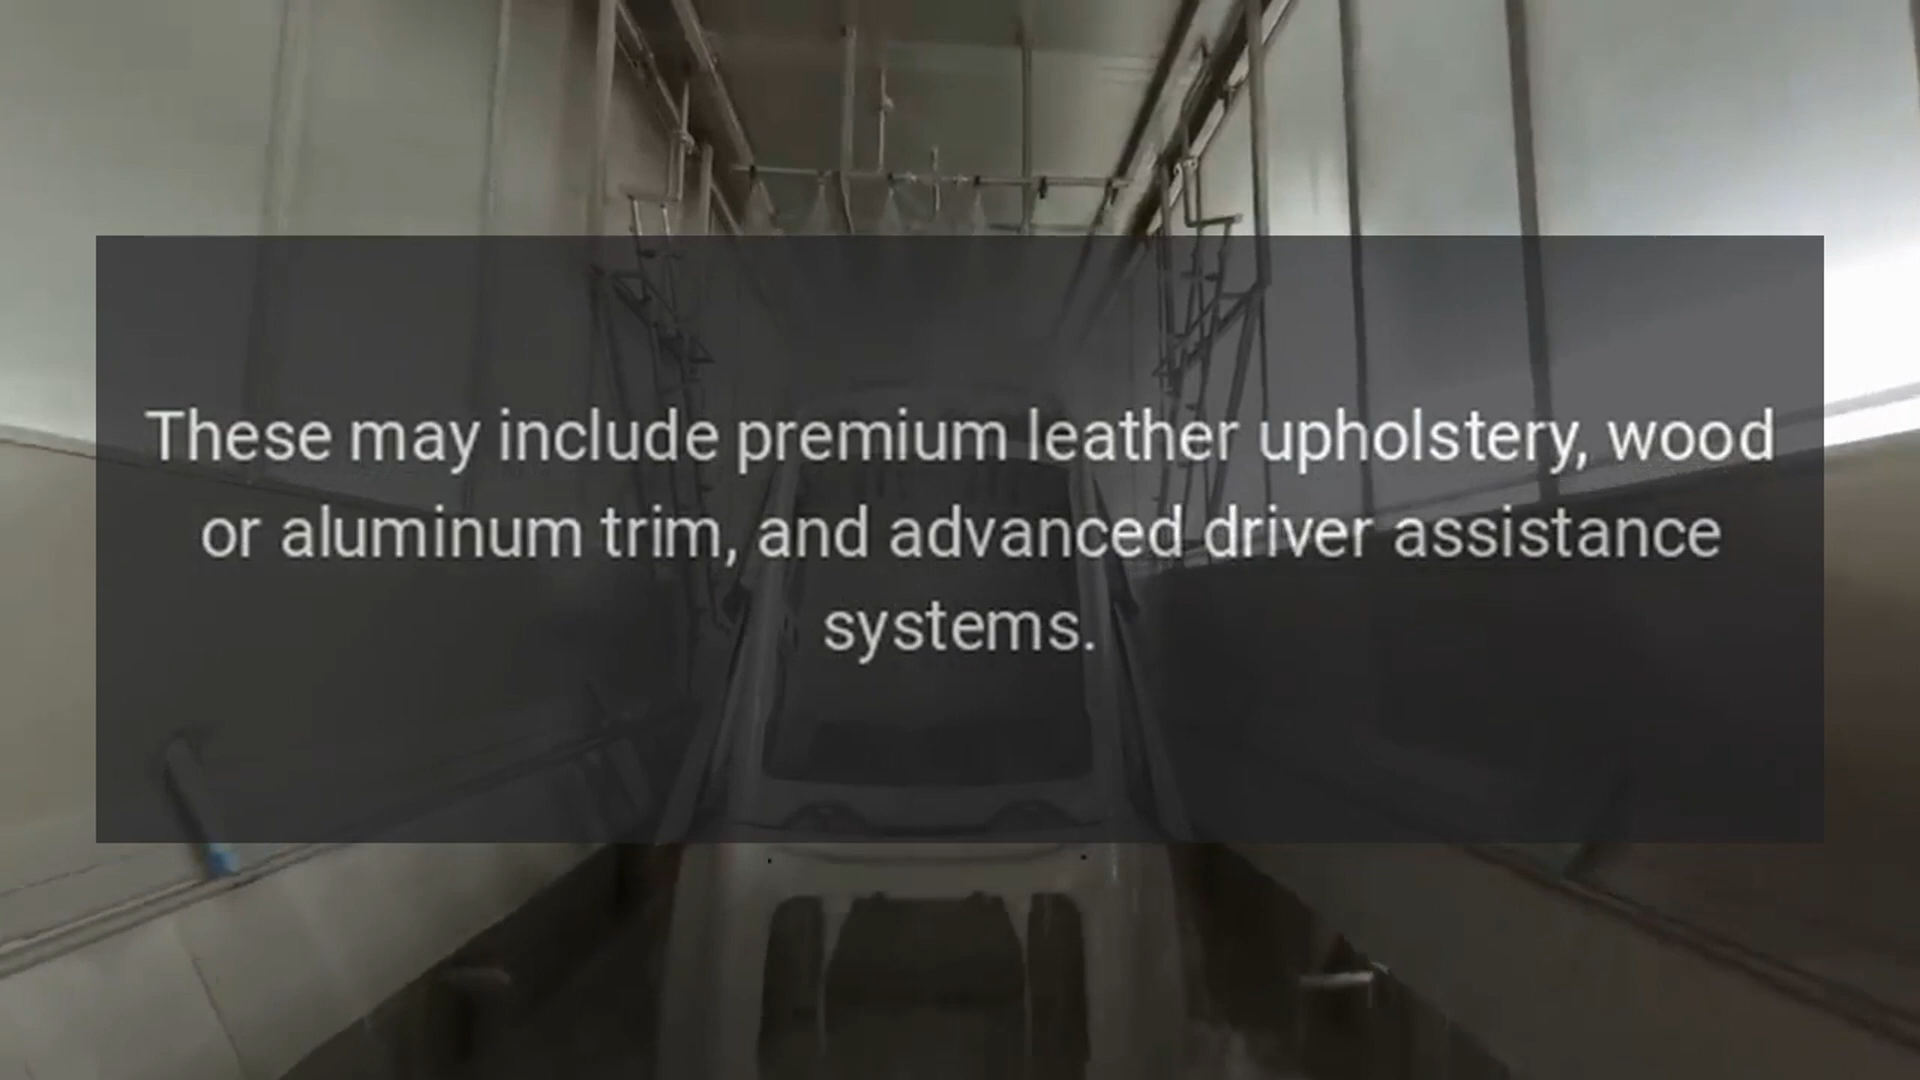 These may include premium leather upholstery, wood
or aluminum trim, and advanced driver assistance
systems.